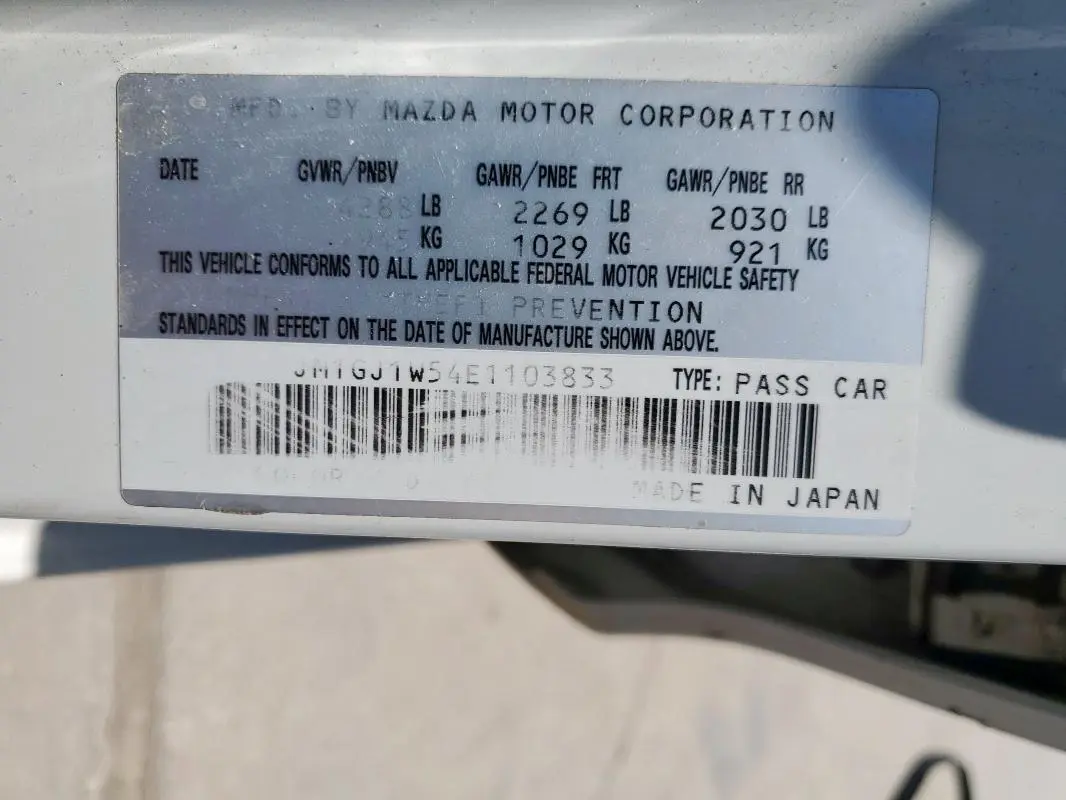 MFD. BY MAZDA MOTOR CORPORATION
DATE GVWR/PNBV GAWR/PNBE FRT GAWR/PNBE RR
LB 2269 LB 2030 LB
KG 1029 KG 921 KG
THIS VEHICLE CONFORMS TO ALL APPLICABLE FEDERAL MOTOR VEHICLE SAFETY
THEFT PREVENTION
STANDARDS IN EFFECT ON THE DATE OF MANUFACTURE SHOWN ABOVE.
JM1GJ1W54E1103833 TYPE: PASS CAR
MADE IN JAPAN